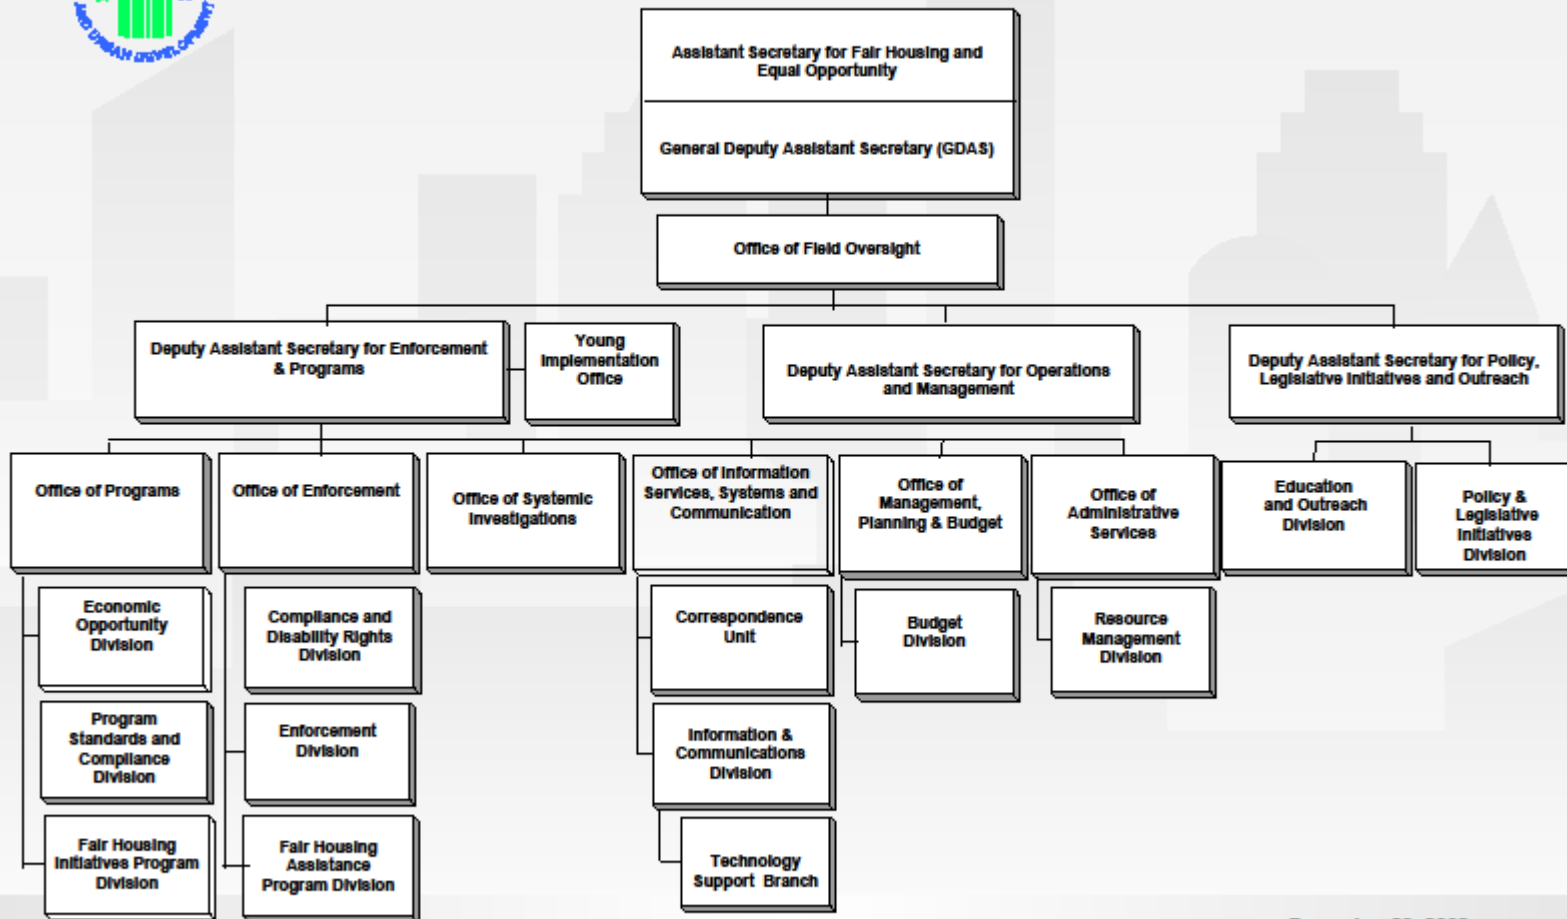 AND URBAN DEVELOPMENT
Assistant Secretary for Fair Housing and
Equal Opportunity
General Deputy Assistant Secretary (GDAS)
Office of Field Oversight
Deputy Assistant Secretary for Enforcement
& Programs
Young
Implementation
Office
Deputy Assistant Secretary for Operations
and Management
Deputy Assistant Secretary for Policy,
Legislative Initiatives and Outreach
Office of Programs
Office of Enforcement
Office of Systemic
Investigations
Office of Information
Services, Systems and
Communication
Office of
Management,
Planning & Budget
Office of
Administrative
Services
Education
and Outreach
Division
Policy &
Legislative
Initiatives
Division
Economic
Opportunity
Division
Compliance and
Disability Rights
Division
Correspondence
Unit
Budget
Division
Resource
Management
Division
Program
Standards and
Compliance
Division
Enforcement
Division
Information &
Communications
Division
Fair Housing
Initiatives Program
Division
Fair Housing
Assistance
Program Division
Technology
Support Branch